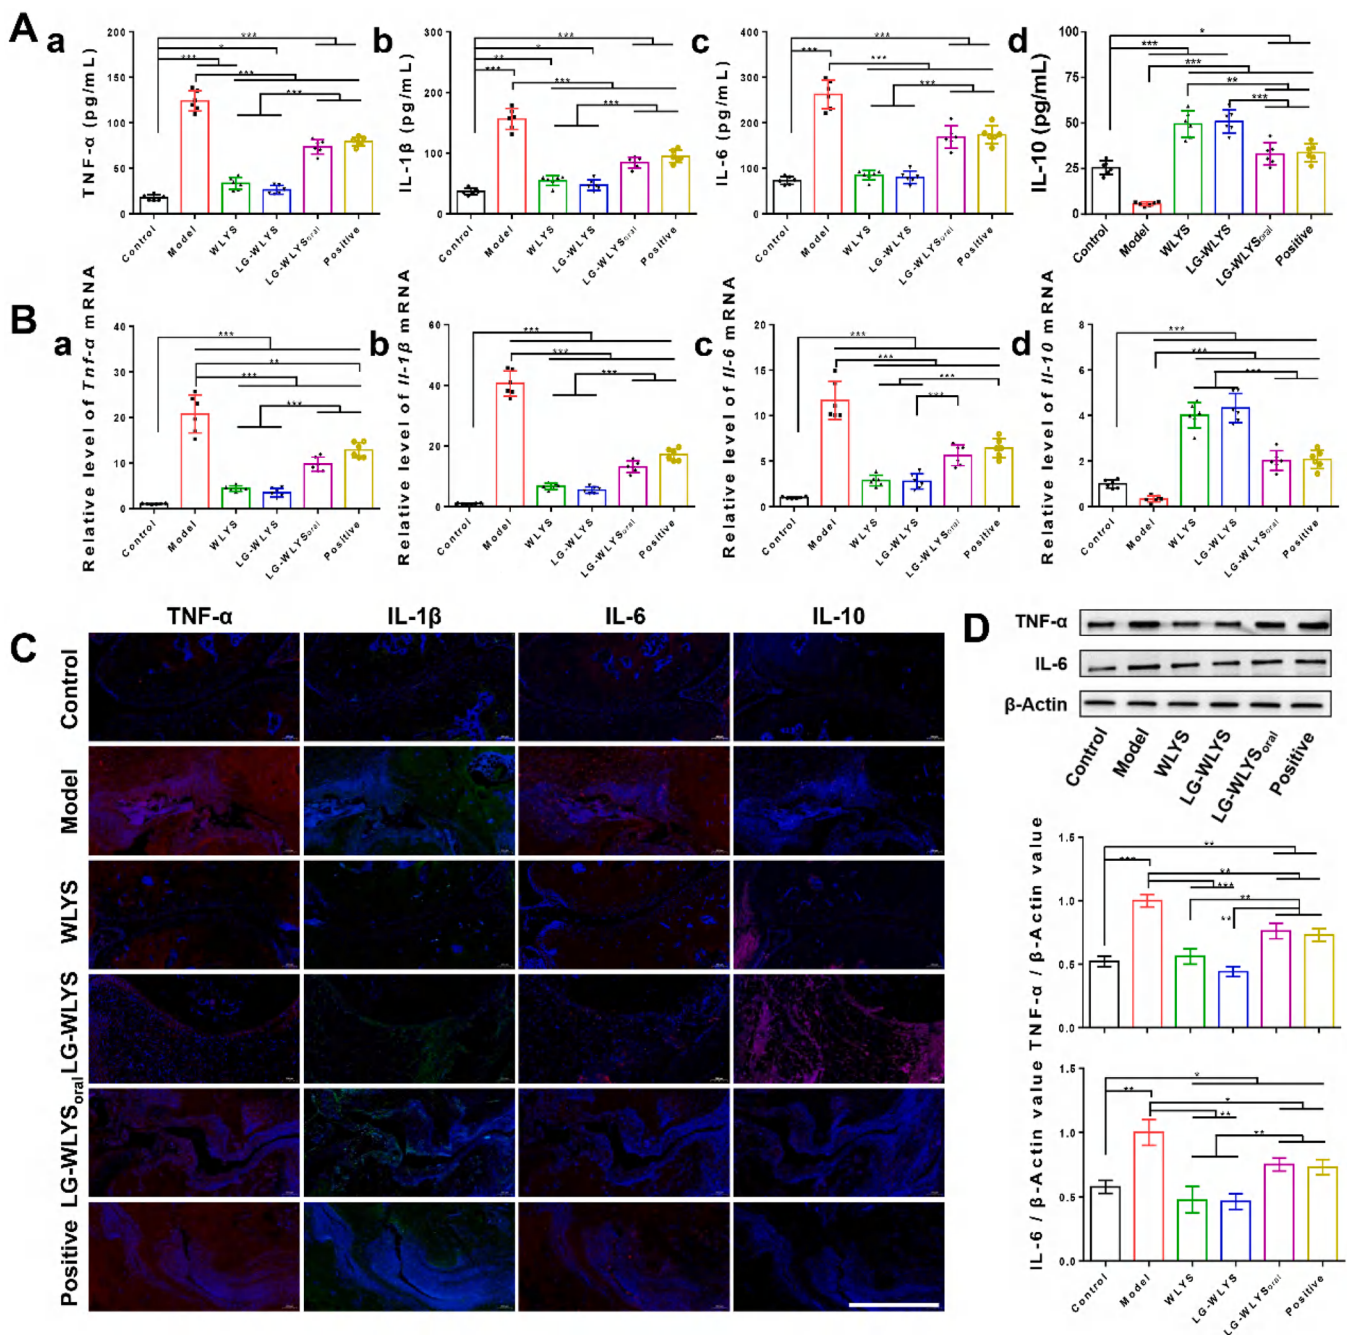 A
a
TNF-α (pg/mL)
200
150
100
50
0
***
*
***
***
***
Control
Model
WLYS
LG-WLYS
LG-WLYSoral
Positive
b
IL-1β (pg/mL)
300
200
100
0
***
*
**
***
***
***
Control
Model
WLYS
LG-WLYS
LG-WLYSoral
Positive
c
IL-6 (pg/mL)
300
200
100
0
***
***
***
***
Control
Model
WLYS
LG-WLYS
LG-WLYSoral
Positive
d
IL-10 (pg/mL)
100
75
50
25
0
*
***
***
**
***
Control
Model
WLYS
LG-WLYS
LG-WLYSoral
Positive
B
a
Relative level of Tnf-α mRNA
40
30
20
10
0
***
**
***
***
Control
Model
WLYS
LG-WLYS
LG-WLYSoral
Positive
b
Relative level of Il-1β mRNA
60
40
20
0
***
***
***
Control
Model
WLYS
LG-WLYS
LG-WLYSoral
Positive
c
Relative level of Il-6 mRNA
20
15
10
5
0
***
***
***
***
Control
Model
WLYS
LG-WLYS
LG-WLYSoral
Positive
d
Relative level of Il-10 mRNA
8
6
4
2
0
***
***
***
Control
Model
WLYS
LG-WLYS
LG-WLYSoral
Positive
C
TNF-α IL-1β IL-6 IL-10
Control
Model
WLYS
LG-WLYS
LG-WLYSoral
Positive
D
TNF-α
IL-6
β-Actin
Control
Model
WLYS
LG-WLYS
LG-WLYSoral
Positive
TNF-α / β-Actin value
1.5
1.0
0.5
0.0
**
***
**
***
**
**
IL-6 / β-Actin value
1.5
1.0
0.5
0.0
*
**
*
**
**
Control
Model
WLYS
LG-WLYS
LG-WLYSoral
Positive